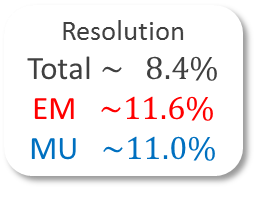 Resolution
Total ~ 8.4%
EM ~11.6%
MU ~11.0%